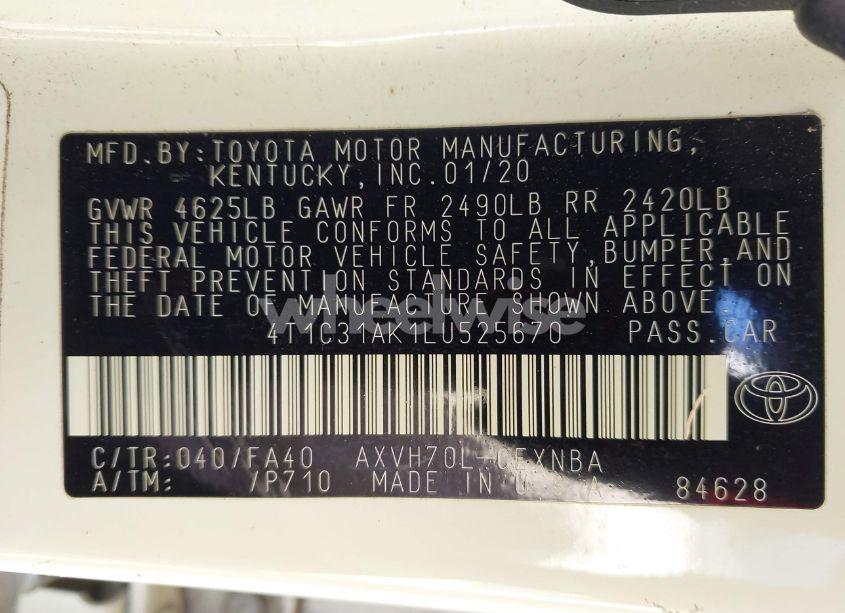 MFD.BY:TOYOTA MOTOR MANUFACTURING,
KENTUCKY,INC.01/20
GVWR 4625LB GAWR FR 2490LB RR 2420LB
THIS VEHICLE CONFORMS TO ALL APPLICABLE
FEDERAL MOTOR VEHICLE SAFETY,BUMPER,AND
THEFT PREVENTION STANDARDS IN EFFECT ON
THE DATE OF MANUFACTURE SHOWN ABOVE.
wheelwise
4T1C31AK1LU525670 PASS.CAR
C/TR:040/FA40 AXVH70L-CEXNBA
A/TM: /P710 MADE IN U.S.A. 84628